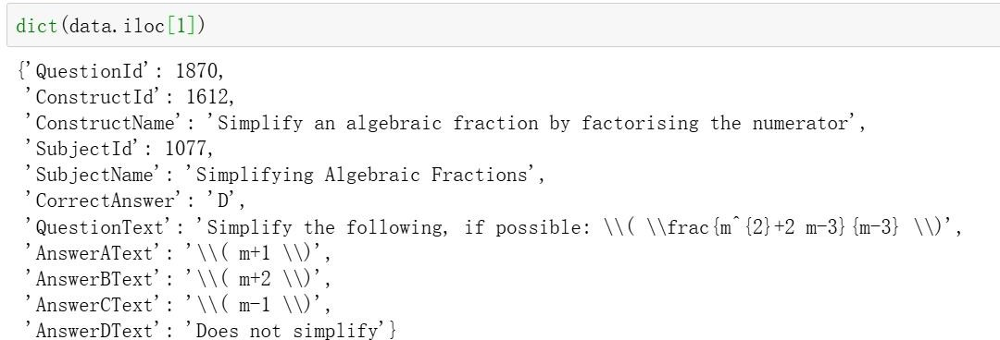 dict(data.iloc[1])
{'QuestionId': 1870,
'ConstructId': 1612,
'ConstructName': 'Simplify an algebraic fraction by factorising the numerator',
'SubjectId': 1077,
'SubjectName': 'Simplifying Algebraic Fractions',
'CorrectAnswer': 'D',
'QuestionText': 'Simplify the following, if possible: \\( \\frac{m^{2}+2 m-3}{m-3} \\)',
'AnswerAText': '\\( m+1 \\)',
'AnswerBText': '\\( m+2 \\)',
'AnswerCText': '\\( m-1 \\)',
'AnswerDText': 'Does not simplify'}